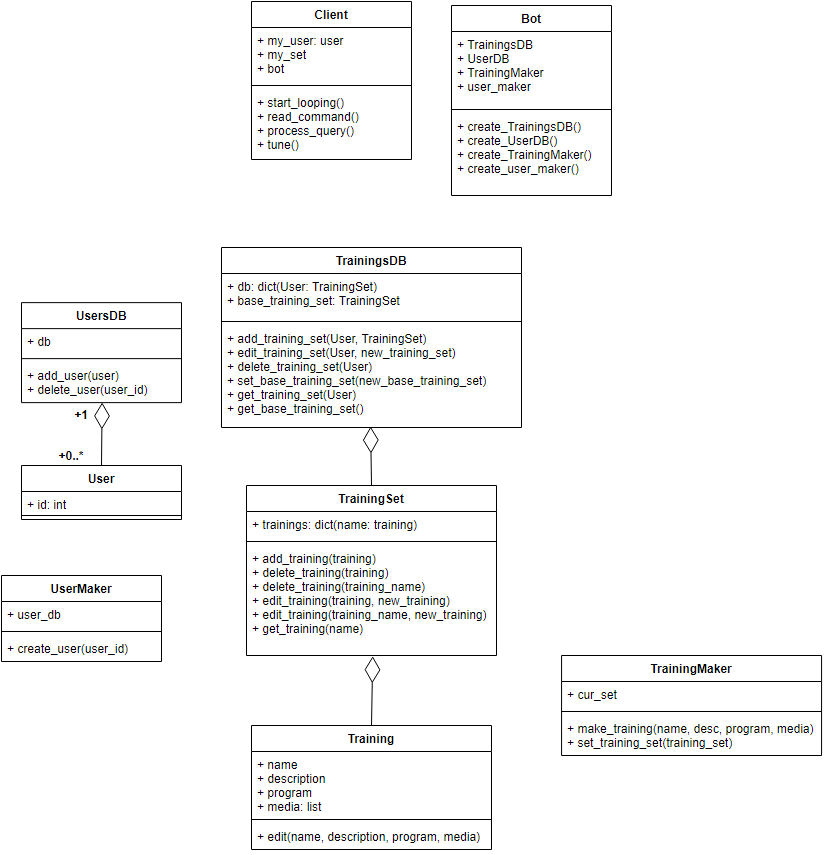 Client
+ my_user: user
+ my_set
+ bot
+ start_looping()
+ read_command()
+ process_query()
+ tune()
Bot
+ TrainingsDB
+ UserDB
+ TrainingMaker
+ user_maker
+ create_TrainingsDB()
+ create_UserDB()
+ create_TrainingMaker()
+ create_user_maker()
TrainingsDB
+ db: dict(User: TrainingSet)
+ base_training_set: TrainingSet
+ add_training_set(User, TrainingSet)
+ edit_training_set(User, new_training_set)
+ delete_training_set(User)
+ set_base_training_set(new_base_training_set)
+ get_training_set(User)
+ get_base_training_set()
UsersDB
+ db
+ add_user(user)
+ delete_user(user_id)
+1
+0..*
User
+ id: int
TrainingSet
+ trainings: dict(name: training)
+ add_training(training)
+ delete_training(training)
+ delete_training(training_name)
+ edit_training(training, new_training)
+ edit_training(training_name, new_training)
+ get_training(name)
UserMaker
+ user_db
+ create_user(user_id)
TrainingMaker
+ cur_set
+ make_training(name, desc, program, media)
+ set_training_set(training_set)
Training
+ name
+ description
+ program
+ media: list
+ edit(name, description, program, media)